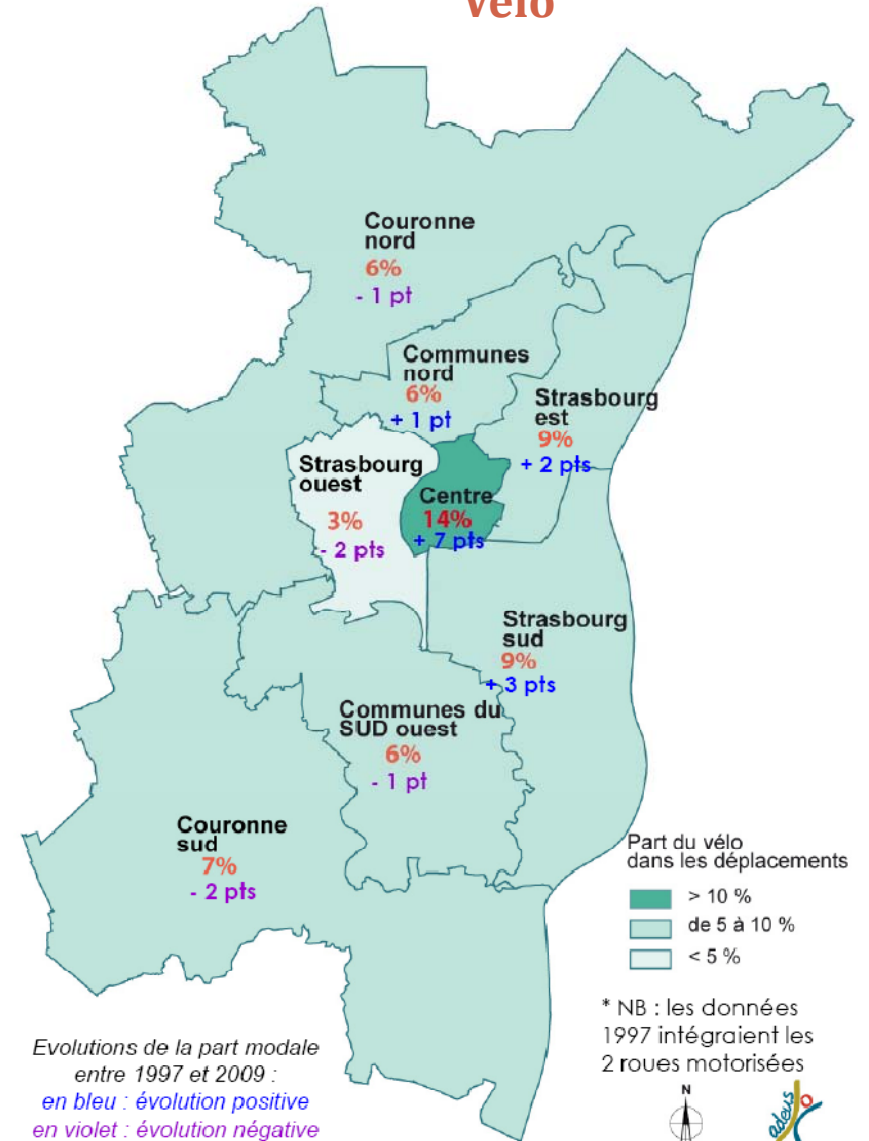 Vélo
Couronne
nord
6%
- 1 pt
Communes
nord
6%
+ 1 pt
Strasbourg
est
9%
+ 2 pts
Strasbourg
ouest
3%
- 2 pts
Centre
14%
+ 7 pts
Strasbourg
sud
9%
+ 3 pts
Communes du
SUD ouest
6%
- 1 pt
Couronne
sud
7%
- 2 pts
Part du vélo
dans les déplacements
> 10 %
de 5 à 10 %
< 5 %
* NB : les données
1997 intégraient les
2 roues motorisées
Evolutions de la part modale
entre 1997 et 2009 :
en bleu : évolution positive
en violet : évolution négative
N
adeus